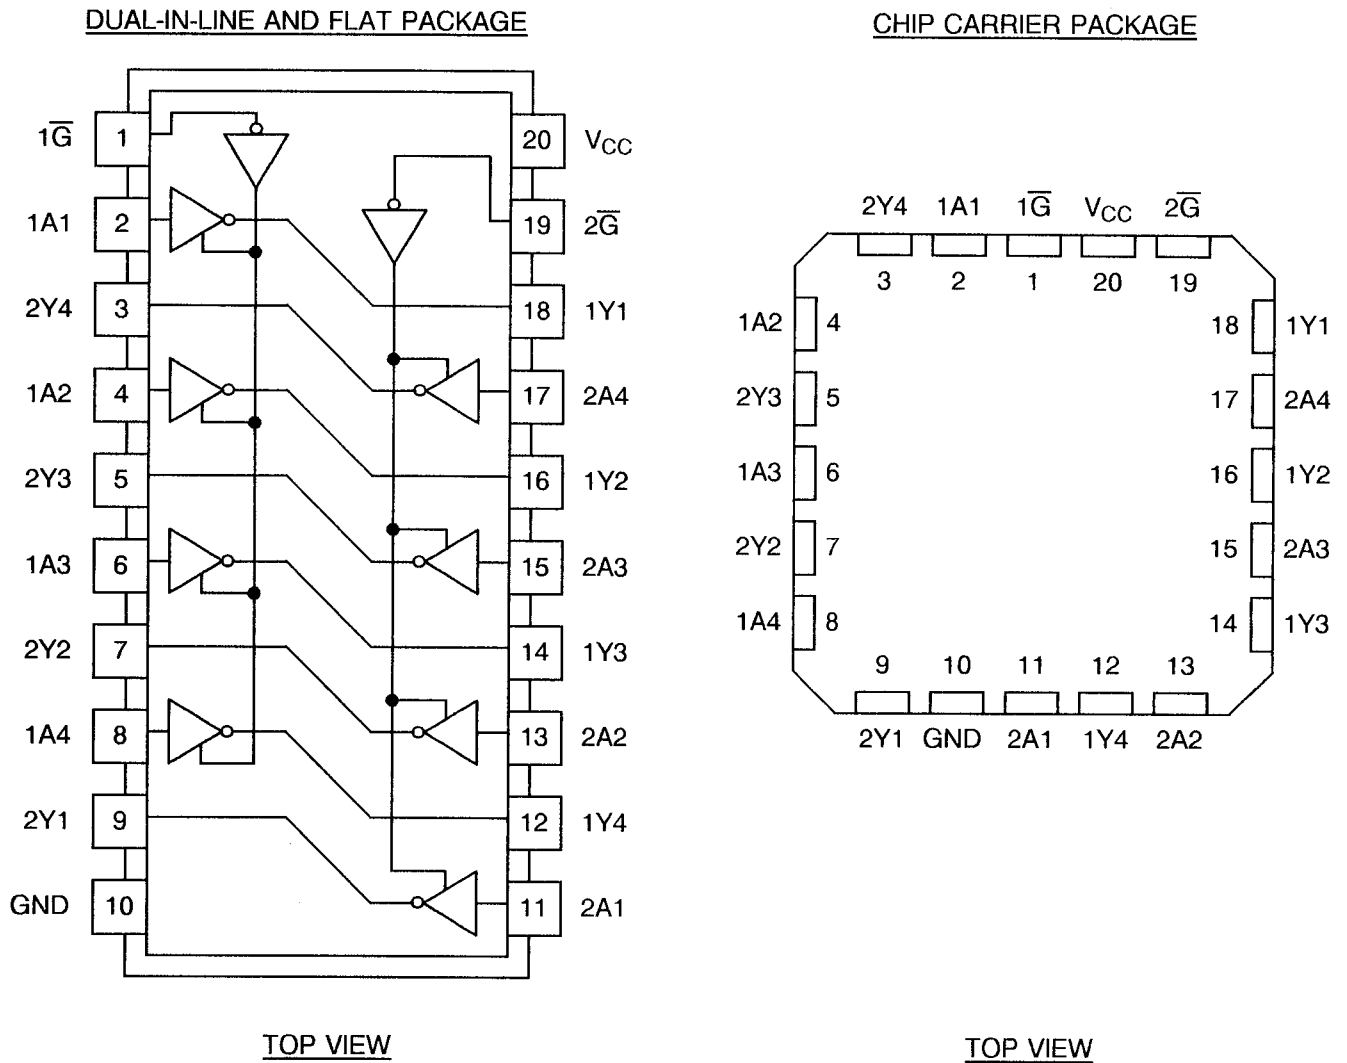 DUAL-IN-LINE AND FLAT PACKAGE
1G̅ 1 20 VCC
1A1 2 19 2G̅
2Y4 3 18 1Y1
1A2 4 17 2A4
2Y3 5 16 1Y2
1A3 6 15 2A3
2Y2 7 14 1Y3
1A4 8 13 2A2
2Y1 9 12 1Y4
GND 10 11 2A1
TOP VIEW
CHIP CARRIER PACKAGE
2Y4 1A1 1G̅ VCC 2G̅
3 2 1 20 19
1A2 4 18 1Y1
2Y3 5 17 2A4
1A3 6 16 1Y2
2Y2 7 15 2A3
1A4 8 14 1Y3
9 10 11 12 13
2Y1 GND 2A1 1Y4 2A2
TOP VIEW